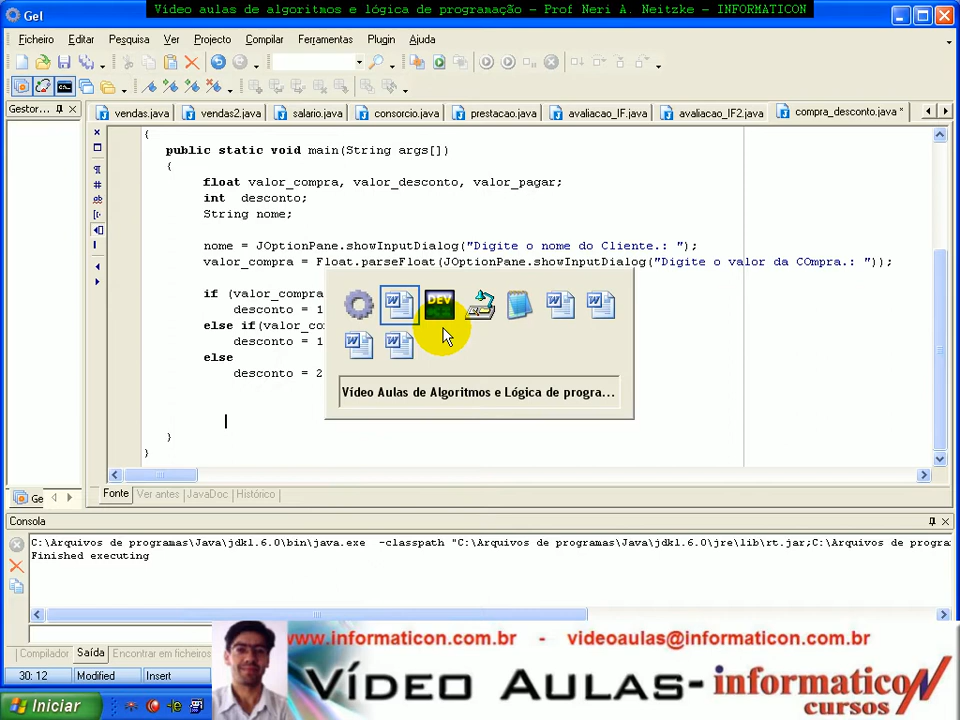 Vídeo aulas de algoritmos e lógica de programação - Prof Neri A. Neitzke - INFORMATICON
Gel
Ficheiro Editar Pesquisa Ver Projecto Compilar Ferramentas Plugin Ajuda
Gestor...
vendas.java vendas2.java salario.java consorcio.java prestacao.java avaliacao_IF.java avaliacao_IF2.java compra_desconto.java *
{
public static void main(String args[])
{
float valor_compra, valor_desconto, valor_pagar;
int desconto;
String nome;
nome = JOptionPane.showInputDialog("Digite o nome do Cliente.: ");
valor_compra = Float.parseFloat(JOptionPane.showInputDialog("Digite o valor da COmpra.: "));
if (valor_compra
desconto = 1
else if(valor_co
desconto = 1
else
desconto = 2
}
}
DEV
Vídeo Aulas de Algoritmos e Lógica de progra...
Ge
Fonte Ver antes JavaDoc Histórico
Consola
C:\Arquivos de programas\Java\jdk1.6.0\bin\java.exe -classpath "C:\Arquivos de programas\Java\jdk1.6.0\jre\lib\rt.jar;C:\Arquivos de progra
Finished executing
Compilador Saída Encontrar em ficheiros
30: 12 Modified Insert
www.informaticon.com.br - videoaulas@informaticon.com.br
Vídeo Aulas- informaticon
cursos
Iniciar